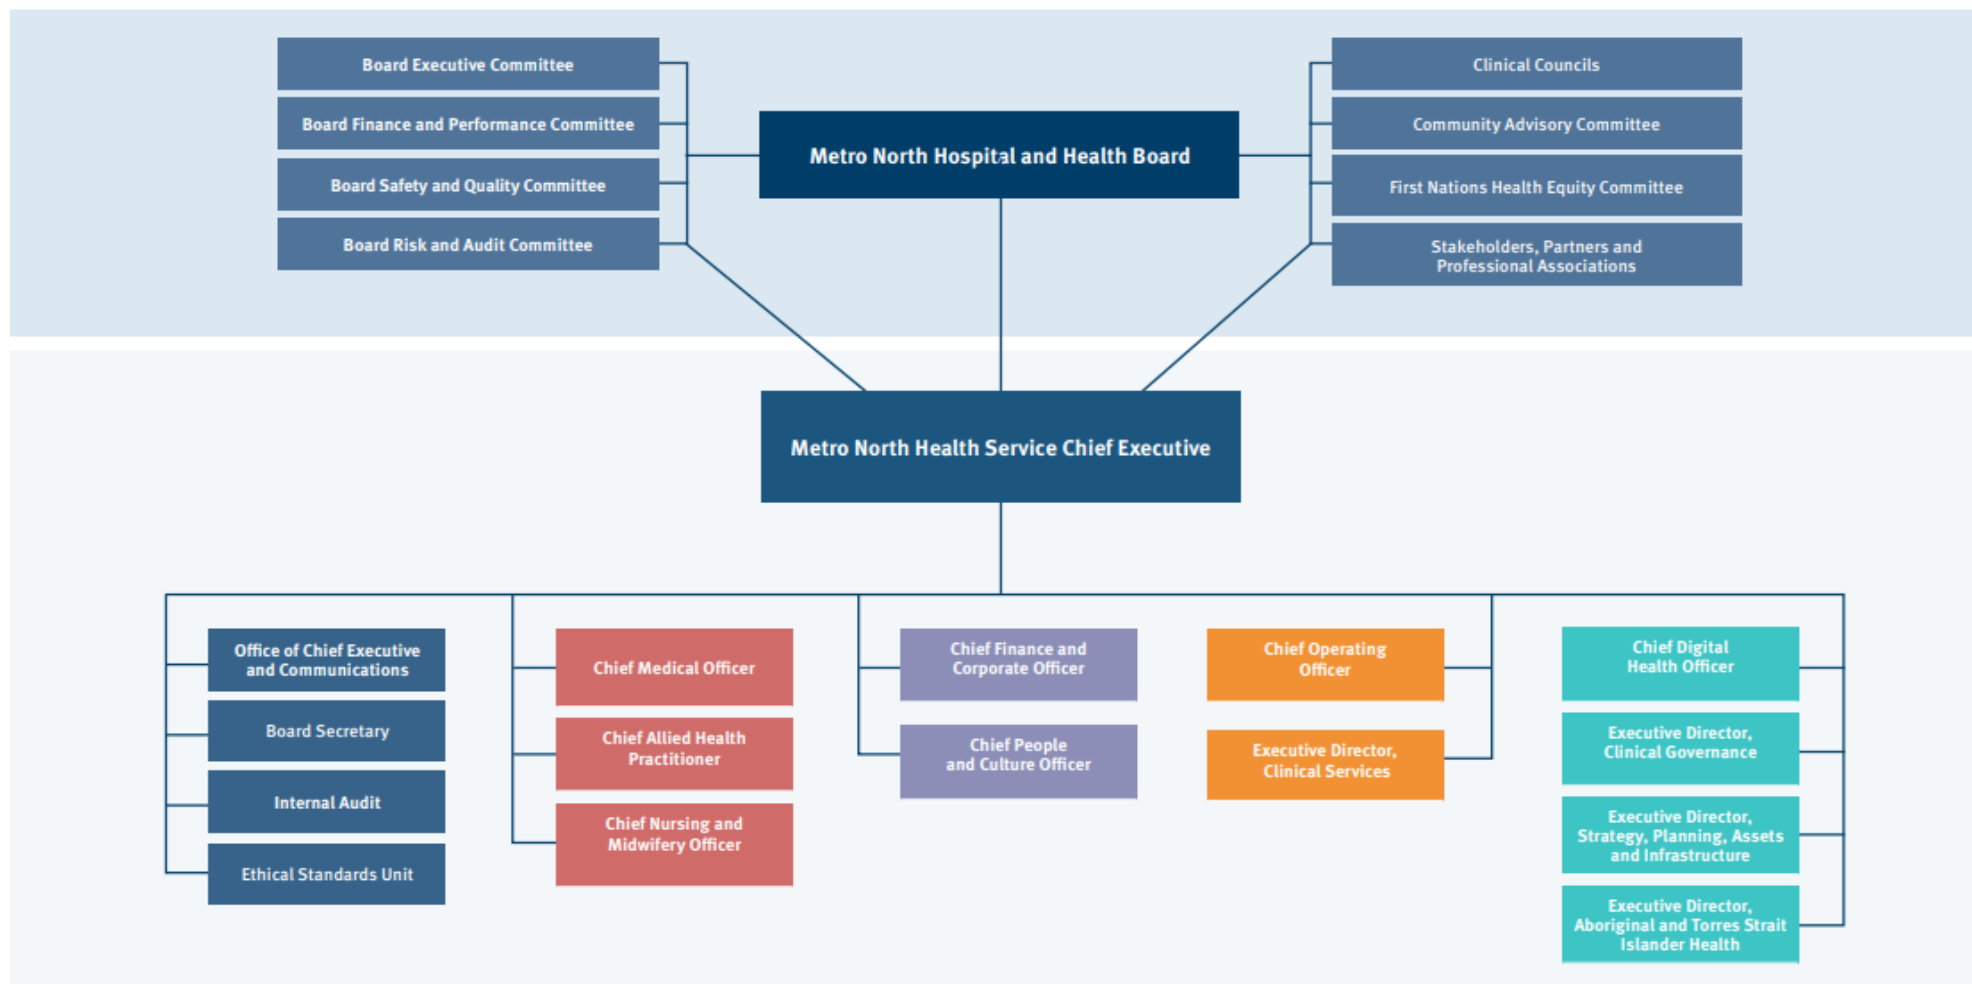 Board Executive Committee
Board Finance and Performance Committee
Board Safety and Quality Committee
Board Risk and Audit Committee
Metro North Hospital and Health Board
Clinical Councils
Community Advisory Committee
First Nations Health Equity Committee
Stakeholders, Partners and
Professional Associations
Metro North Health Service Chief Executive
Office of Chief Executive
and Communications
Board Secretary
Internal Audit
Ethical Standards Unit
Chief Medical Officer
Chief Allied Health
Practitioner
Chief Nursing and
Midwifery Officer
Chief Finance and
Corporate Officer
Chief People
and Culture Officer
Chief Operating
Officer
Executive Director,
Clinical Services
Chief Digital
Health Officer
Executive Director,
Clinical Governance
Executive Director,
Strategy, Planning, Assets
and Infrastructure
Executive Director,
Aboriginal and Torres Strait
Islander Health